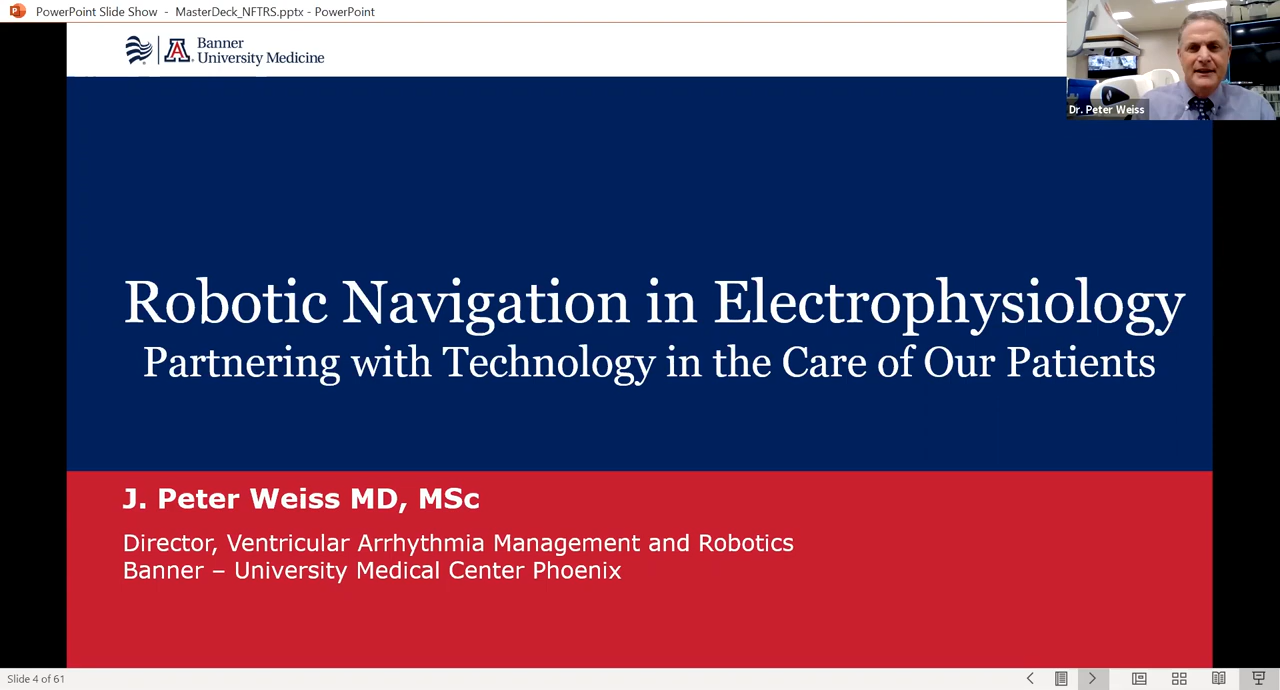 PowerPoint Slide Show - MasterDeck_NFTRS.pptx - PowerPoint
Banner
University Medicine
Dr. Peter Weiss
Robotic Navigation in Electrophysiology
Partnering with Technology in the Care of Our Patients
J. Peter Weiss MD, MSc
Director, Ventricular Arrhythmia Management and Robotics
Banner – University Medical Center Phoenix
Slide 4 of 61